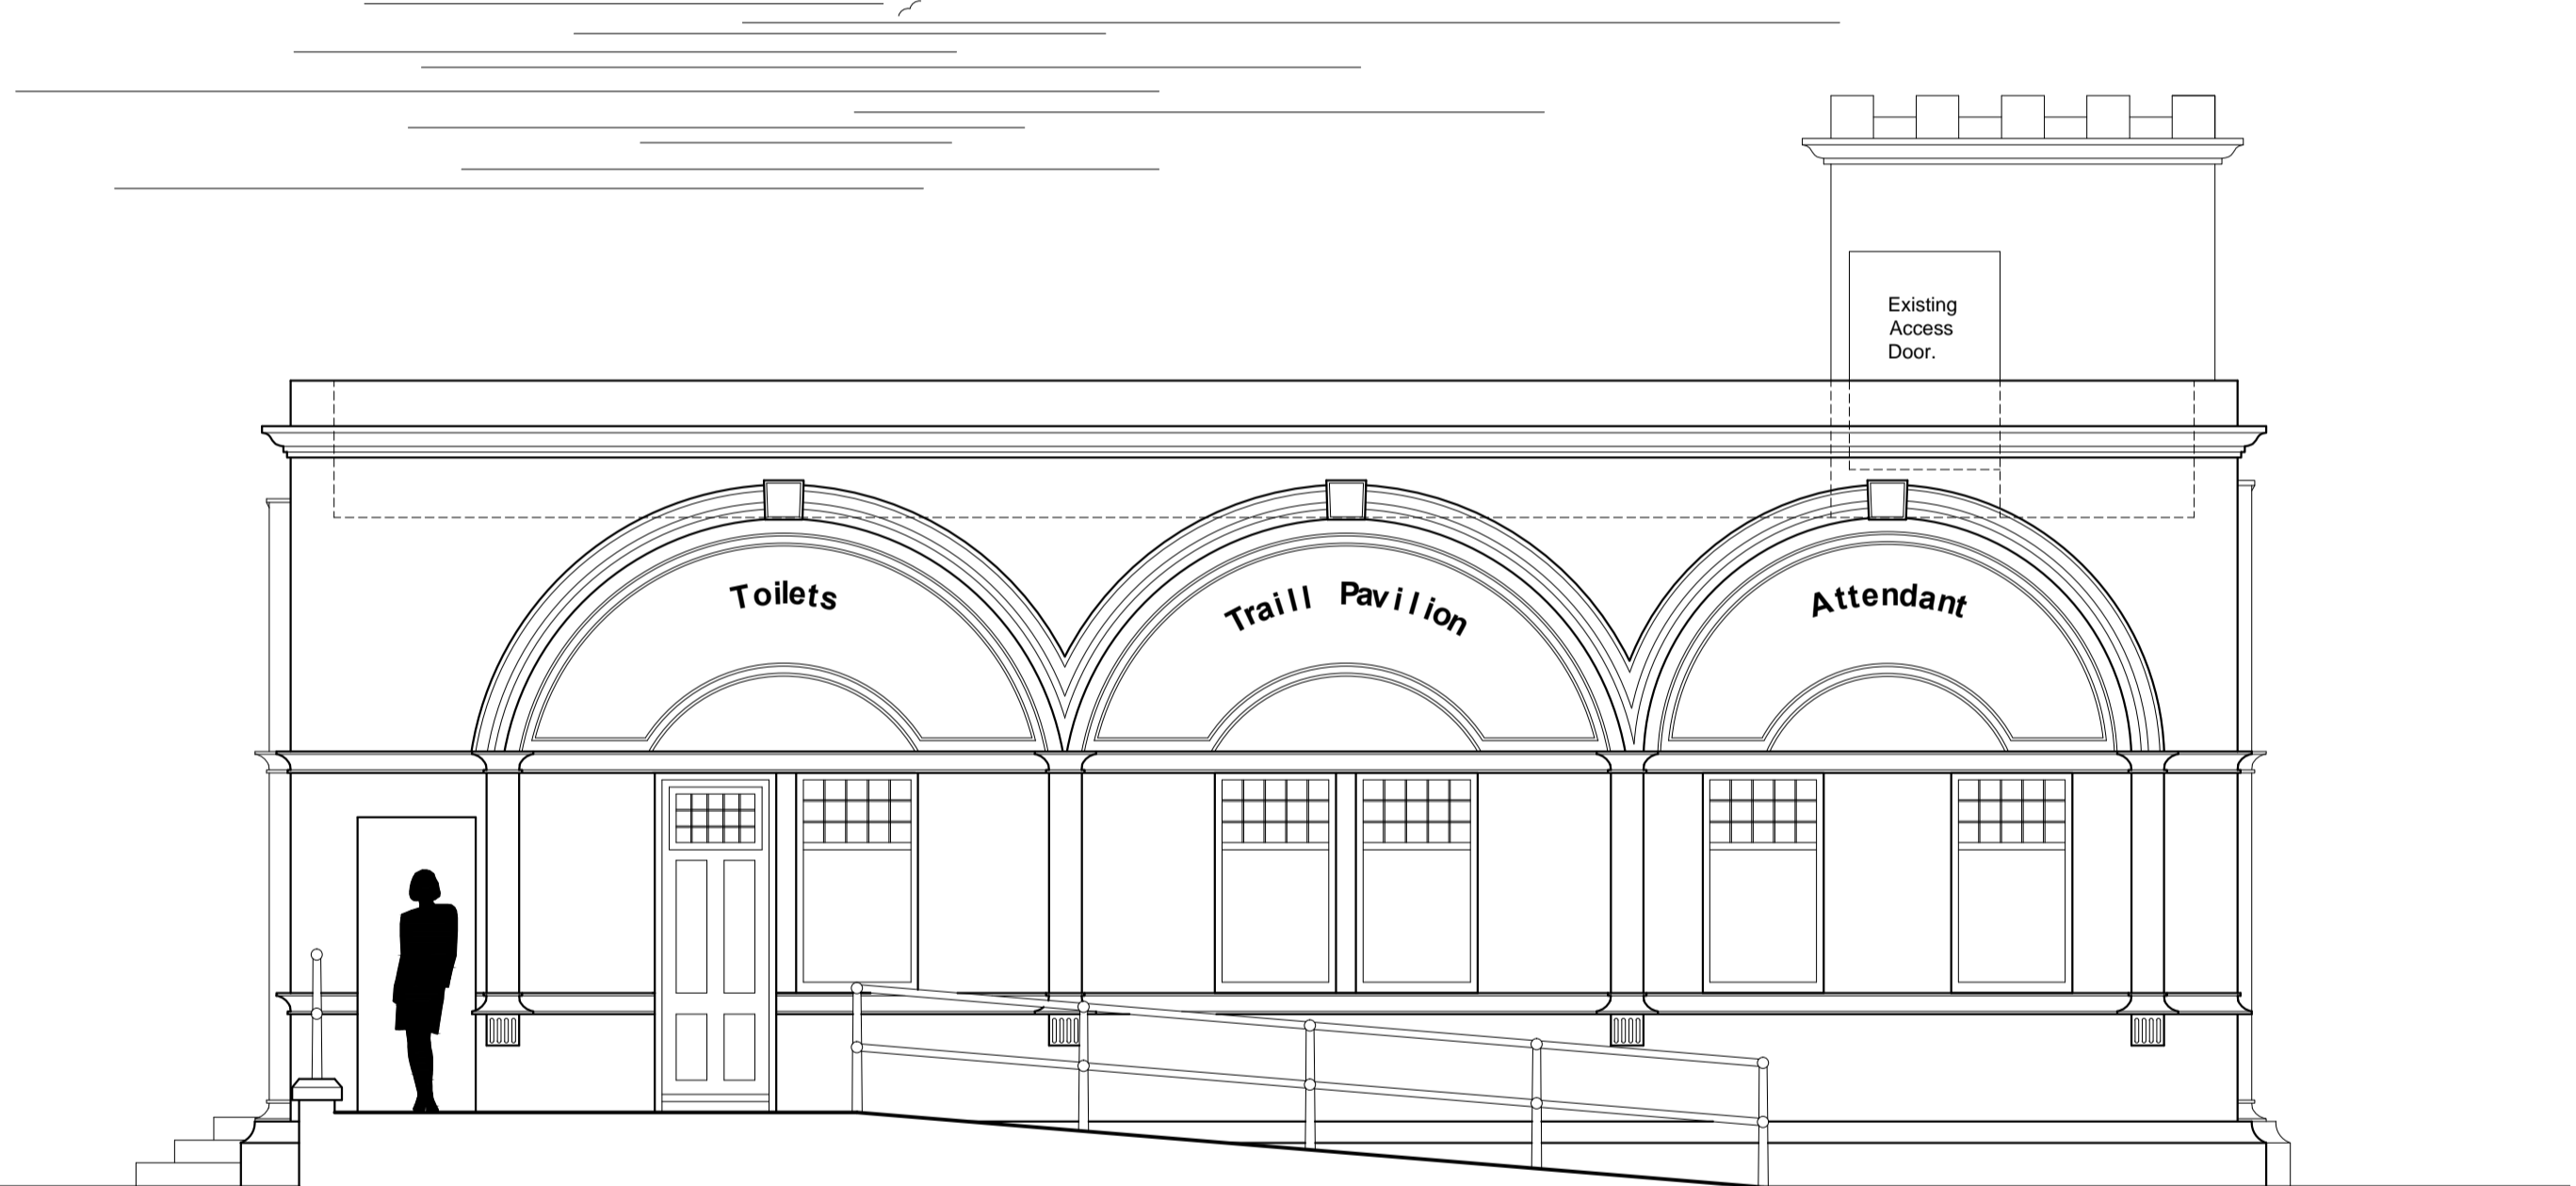 Existing
Access
Door.
Toilets
Traill Pavilion
Attendant